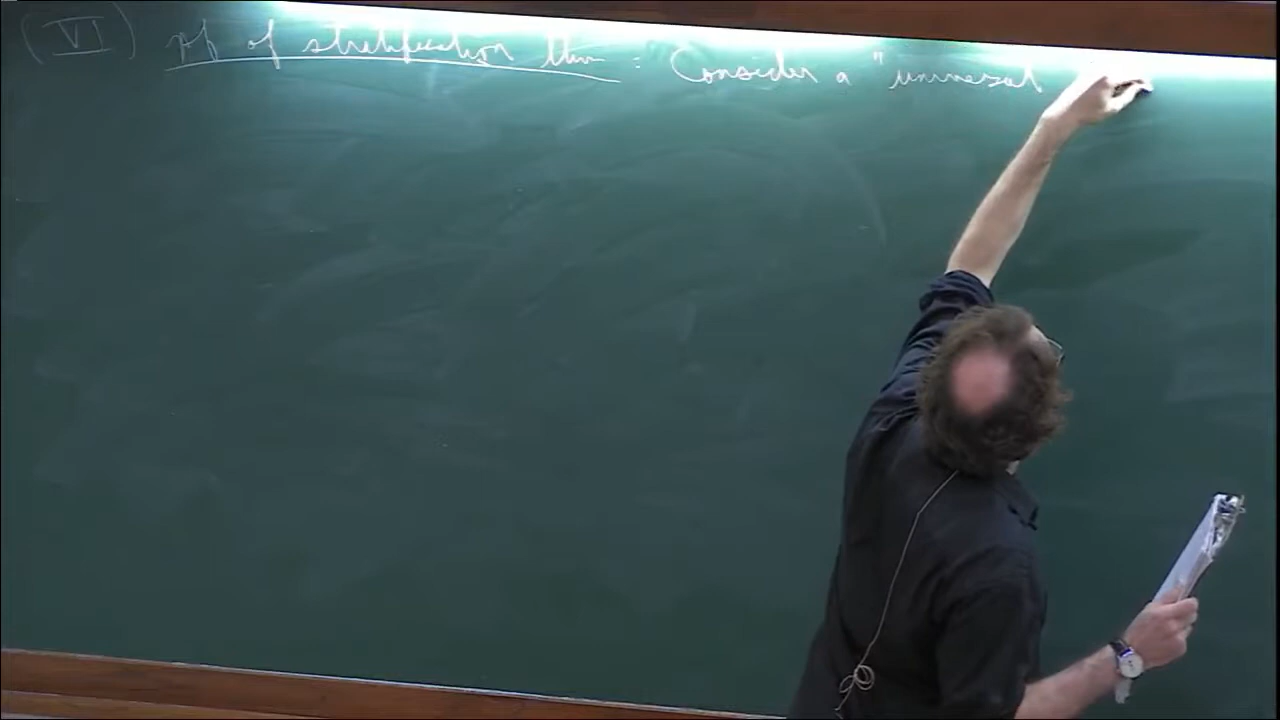 (VI) pf of stratification thm : Consider a "universal